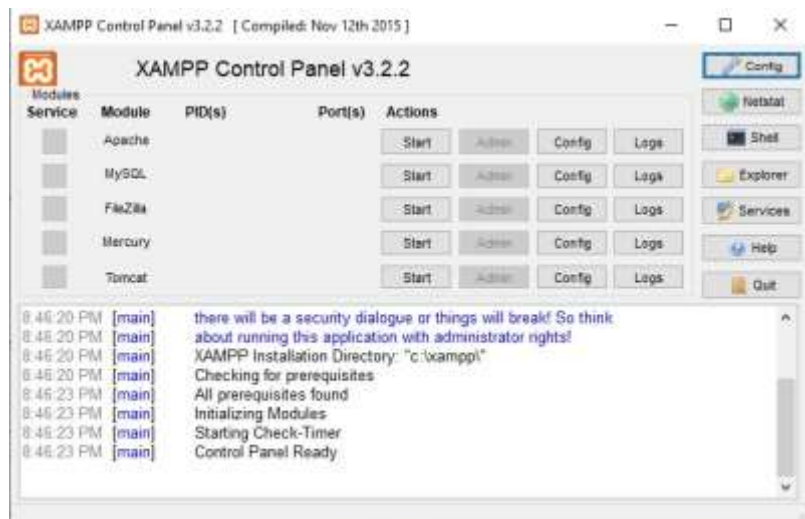 XAMPP Control Panel v3.2.2 [ Compiled: Nov 12th 2015 ]
XAMPP Control Panel v3.2.2
Config
Modules
Service Module PID(s) Port(s) Actions
Netstat
Apache Start Admin Config Logs
Shell
MySQL Start Admin Config Logs
Explorer
FileZilla Start Admin Config Logs
Services
Mercury Start Admin Config Logs
Help
Tomcat Start Admin Config Logs
Quit
8:46:20 PM [main] there will be a security dialogue or things will break! So think
8:46:20 PM [main] about running this application with administrator rights!
8:46:20 PM [main] XAMPP Installation Directory: "c:\xampp\"
8:46:20 PM [main] Checking for prerequisites
8:46:23 PM [main] All prerequisites found
8:46:23 PM [main] Initializing Modules
8:46:23 PM [main] Starting Check-Timer
8:46:23 PM [main] Control Panel Ready